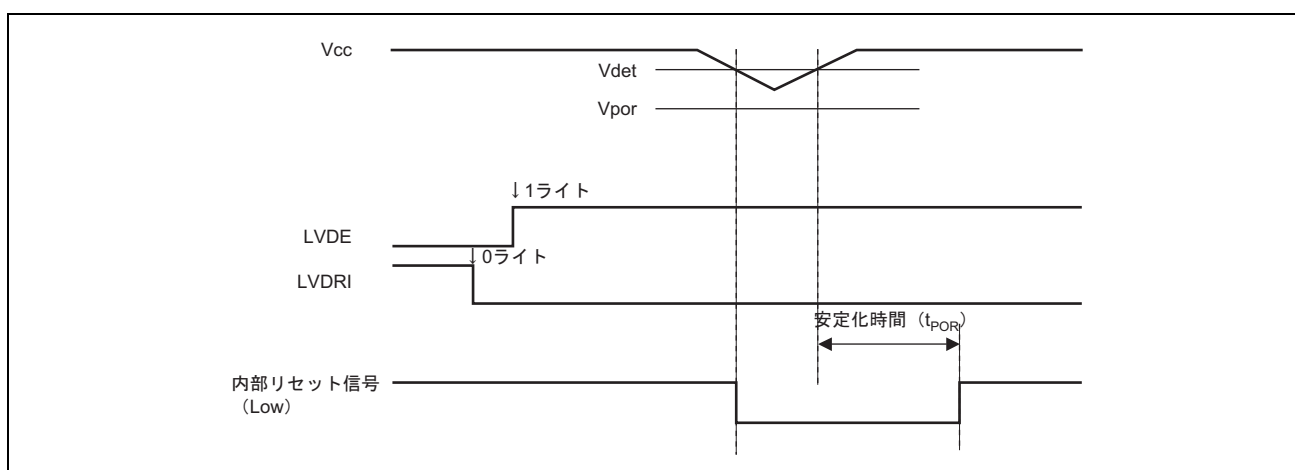 Vcc
Vdet
Vpor
↓1ライト
LVDE
↓0ライト
LVDRI
安定化時間（tPOR）
内部リセット信号
（Low）